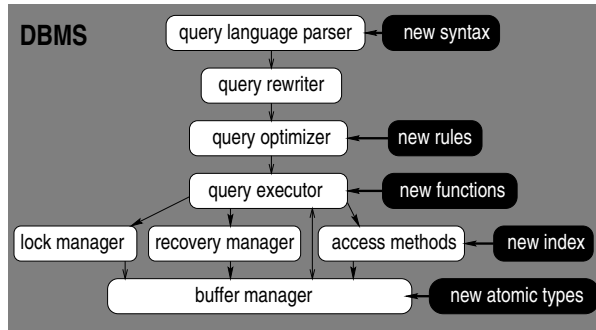 DBMS
query language parser
new syntax
query rewriter
query optimizer
new rules
query executor
new functions
lock manager
recovery manager
access methods
new index
buffer manager
new atomic types